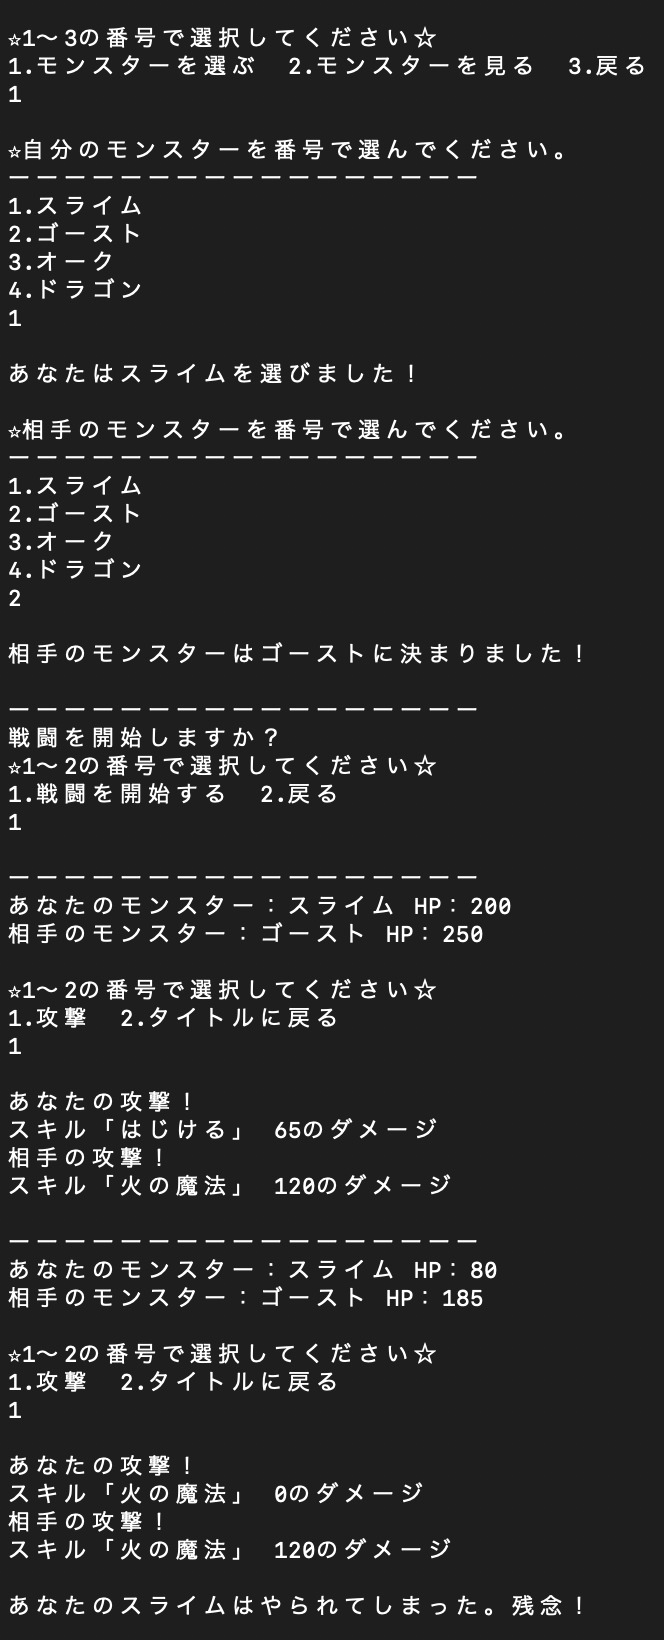 ☆1〜3の番号で選択してください☆
1.モンスターを選ぶ　2.モンスターを見る　3.戻る
1
☆自分のモンスターを番号で選んでください。
ーーーーーーーーーーーーーーーーー
1.スライム
2.ゴースト
3.オーク
4.ドラゴン
1
あなたはスライムを選びました！
☆相手のモンスターを番号で選んでください。
ーーーーーーーーーーーーーーーーー
1.スライム
2.ゴースト
3.オーク
4.ドラゴン
2
相手のモンスターはゴーストに決まりました！
ーーーーーーーーーーーーーーーーー
戦闘を開始しますか？
☆1〜2の番号で選択してください☆
1.戦闘を開始する　2.戻る
1
ーーーーーーーーーーーーーーーーー
あなたのモンスター：スライム HP：200
相手のモンスター：ゴースト HP：250
☆1〜2の番号で選択してください☆
1.攻撃　2.タイトルに戻る
1
あなたの攻撃！
スキル「はじける」 65のダメージ
相手の攻撃！
スキル「火の魔法」 120のダメージ
ーーーーーーーーーーーーーーーーー
あなたのモンスター：スライム HP：80
相手のモンスター：ゴースト HP：185
☆1〜2の番号で選択してください☆
1.攻撃　2.タイトルに戻る
1
あなたの攻撃！
スキル「火の魔法」 0のダメージ
相手の攻撃！
スキル「火の魔法」 120のダメージ
あなたのスライムはやられてしまった。残念！